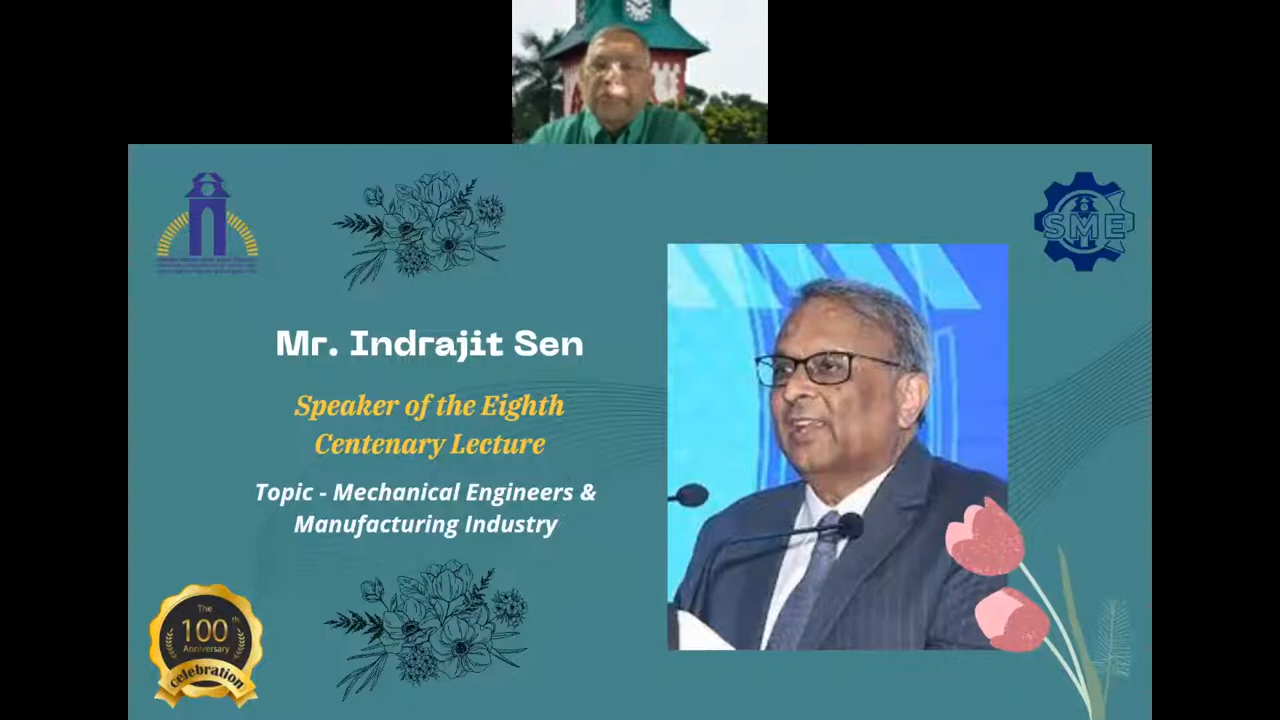 SME
Mr. Indrajit Sen
Speaker of the Eighth
Centenary Lecture
Topic - Mechanical Engineers &
Manufacturing Industry
The
100th
Anniversary
celebration